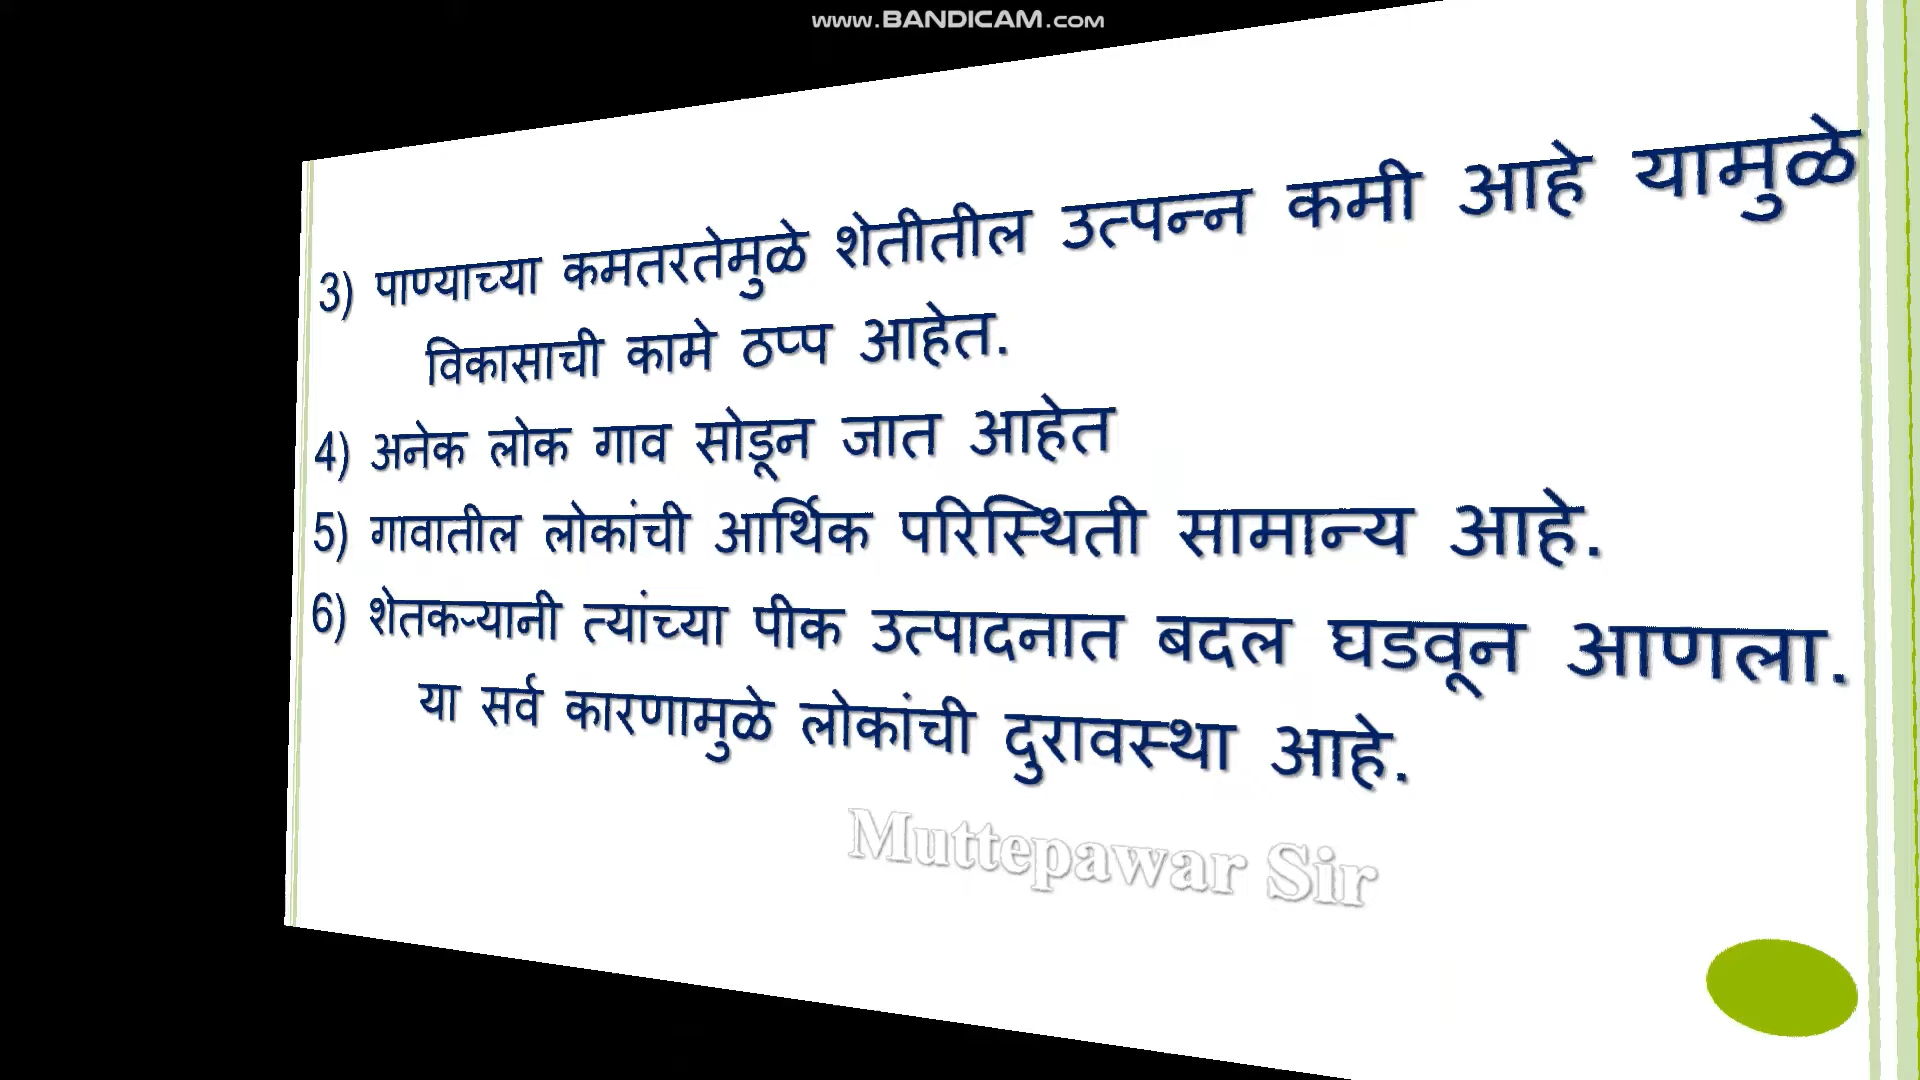 www.BANDICAM.com
3) पाण्याच्या कमतरतेमुळे शेतीतील उत्पन्न कमी आहे यामुळे
विकासाची कामे ठप्प आहेत.
4) अनेक लोक गाव सोडून जात आहेत
5) गावातील लोकांची आर्थिक परिस्थिती सामान्य आहे.
6) शेतकऱ्यानी त्यांच्या पीक उत्पादनात बदल घडवून आणला.
या सर्व कारणामुळे लोकांची दुरावस्था आहे.
Muttepawar Sir